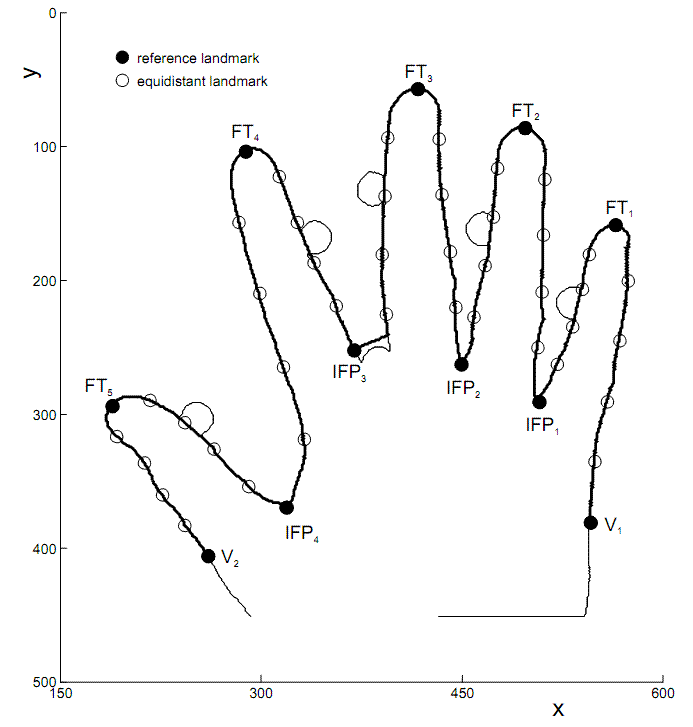 0
y
reference landmark
equidistant landmark
FT3
FT2
FT4
100
FT1
200
IFP3
IFP2
FT5
300
IFP1
IFP4
V1
400
V2
500
150
300
450
600
x